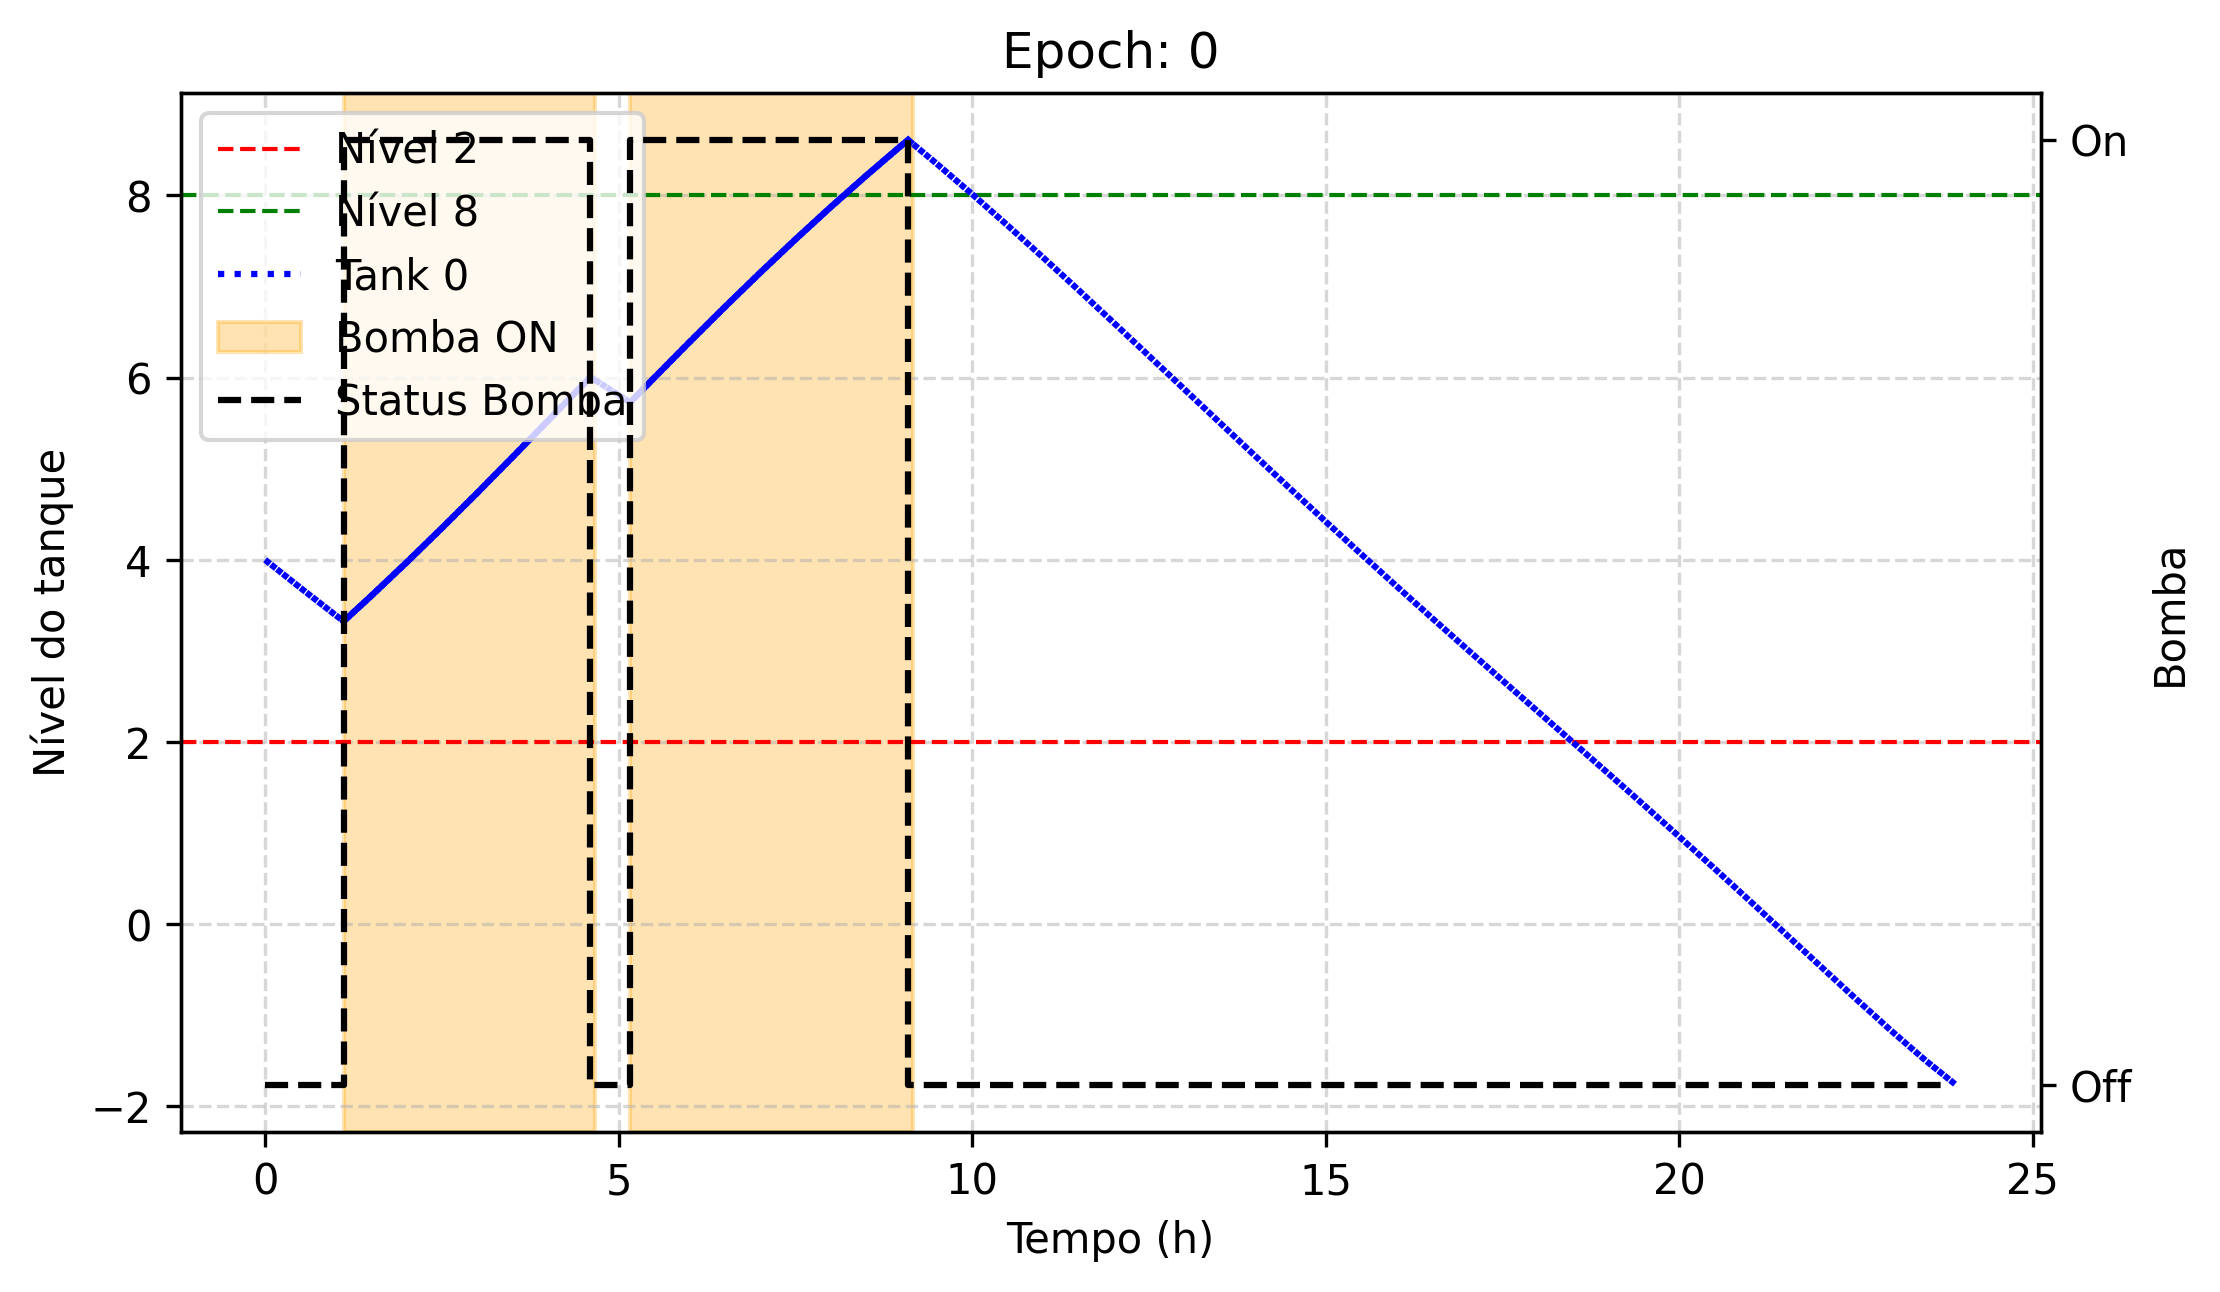 Epoch: 0
Nível 2
Nível 8
Tank 0
Bomba ON
Status Bomba
Nível do tanque
8
6
4
2
0
−2
On
Off
Bomba
0 5 10 15 20 25
Tempo (h)